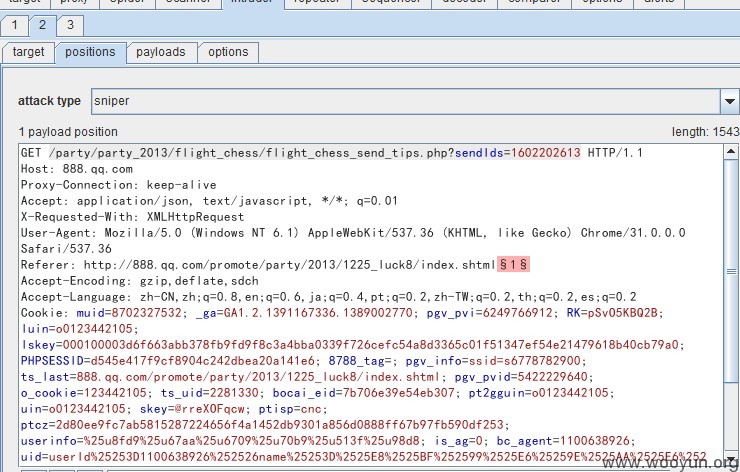 target proxy spider scanner intruder repeater sequencer decoder comparer options alerts
1 2 3
target positions payloads options
attack type sniper
1 payload position length: 1543
GET /party/party_2013/flight_chess/flight_chess_send_tips.php?sendIds=1602202613 HTTP/1.1
Host: 888.qq.com
Proxy-Connection: keep-alive
Accept: application/json, text/javascript, */*; q=0.01
X-Requested-With: XMLHttpRequest
User-Agent: Mozilla/5.0 (Windows NT 6.1) AppleWebKit/537.36 (KHTML, like Gecko) Chrome/31.0.0.0
Safari/537.36
Referer: http://888.qq.com/promote/party/2013/1225_luck8/index.shtml§1§
Accept-Encoding: gzip,deflate,sdch
Accept-Language: zh-CN,zh;q=0.8,en;q=0.6,ja;q=0.4,pt;q=0.2,zh-TW;q=0.2,th;q=0.2,es;q=0.2
Cookie: muid=8702327532; _ga=GA1.2.1391167336.1389002770; pgv_pvi=6249766912; RK=pSvO5KBQ2B;
luin=o0123442105;
lskey=000100003d6f663abb378fb9fd9f8c3a4bba0339f726cefc54a8d3365c01f51347ef54e21479618b40cb79a0;
PHPSESSID=d545e417f9cf8904c242dbea20a141e6; 8788_tag=; pgv_info=ssid=s6778782900;
ts_last=888.qq.com/promote/party/2013/1225_luck8/index.shtml; pgv_pvid=5422229640;
o_cookie=123442105; ts_uid=2281330; bocai_eid=7b706e39e54eb307; pt2gguin=o0123442105;
uin=o0123442105; skey=@rreXOFqcw; ptisp=cnc;
ptcz=2d80ee9fc7ab5815287224656f4a1452db9301a856d0888ff67b97fb590df253;
userinfo=%25u8fd9%25u67aa%25u6709%25u70b9%25u513f%25u98d8; is_ag=0; bc_agent=1100638926;
uid=userId%25253D1100638926%252526name%25253D%2525E8%2525BF%252599%2525E6%25259E%2525AA%2525E6%252
www.wooyun.org